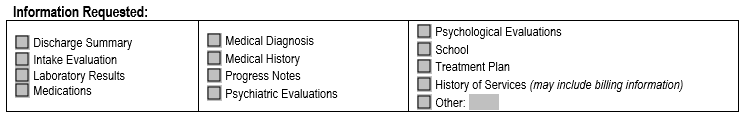 Information Requested:
Discharge Summary
Intake Evaluation
Laboratory Results
Medications
Medical Diagnosis
Medical History
Progress Notes
Psychiatric Evaluations
Psychological Evaluations
School
Treatment Plan
History of Services (may include billing information)
Other: